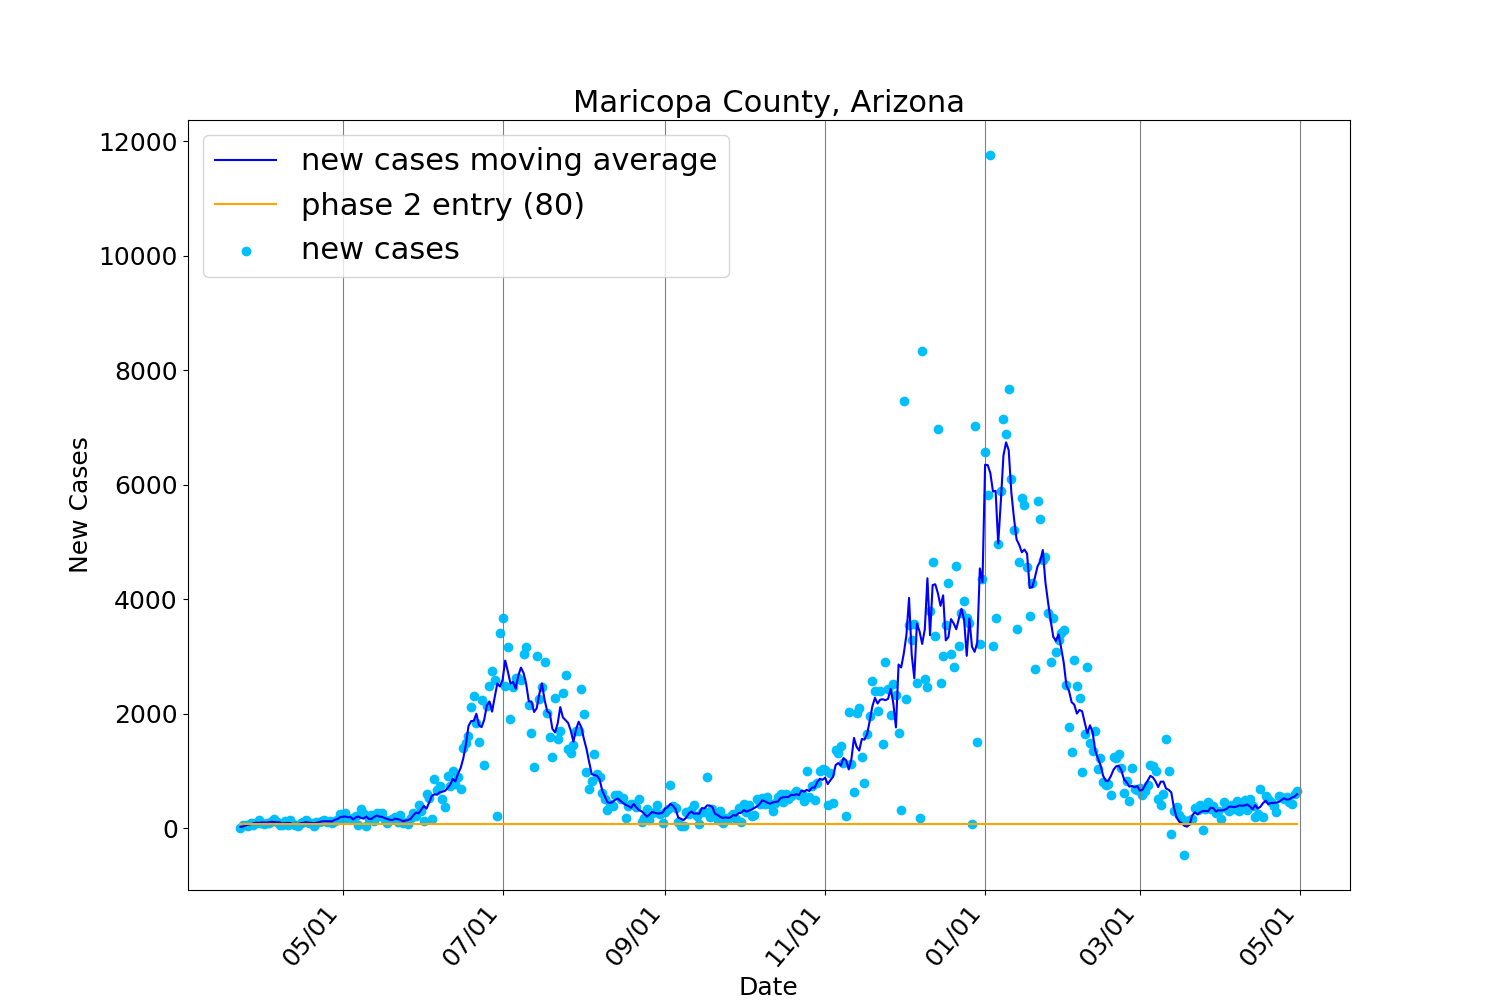 Maricopa County, Arizona
new cases moving average
phase 2 entry (80)
new cases
12000
10000
8000
6000
4000
2000
0
New Cases
05/01
07/01
09/01
11/01
01/01
03/01
05/01
Date